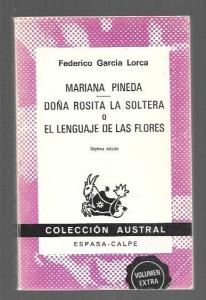 Federico García Lorca
MARIANA PINEDA
DOÑA ROSITA LA SOLTERA
o
EL LENGUAJE DE LAS FLORES
Séptima edición
COLECCIÓN AUSTRAL
ESPASA-CALPE
VOLUMEN
EXTRA